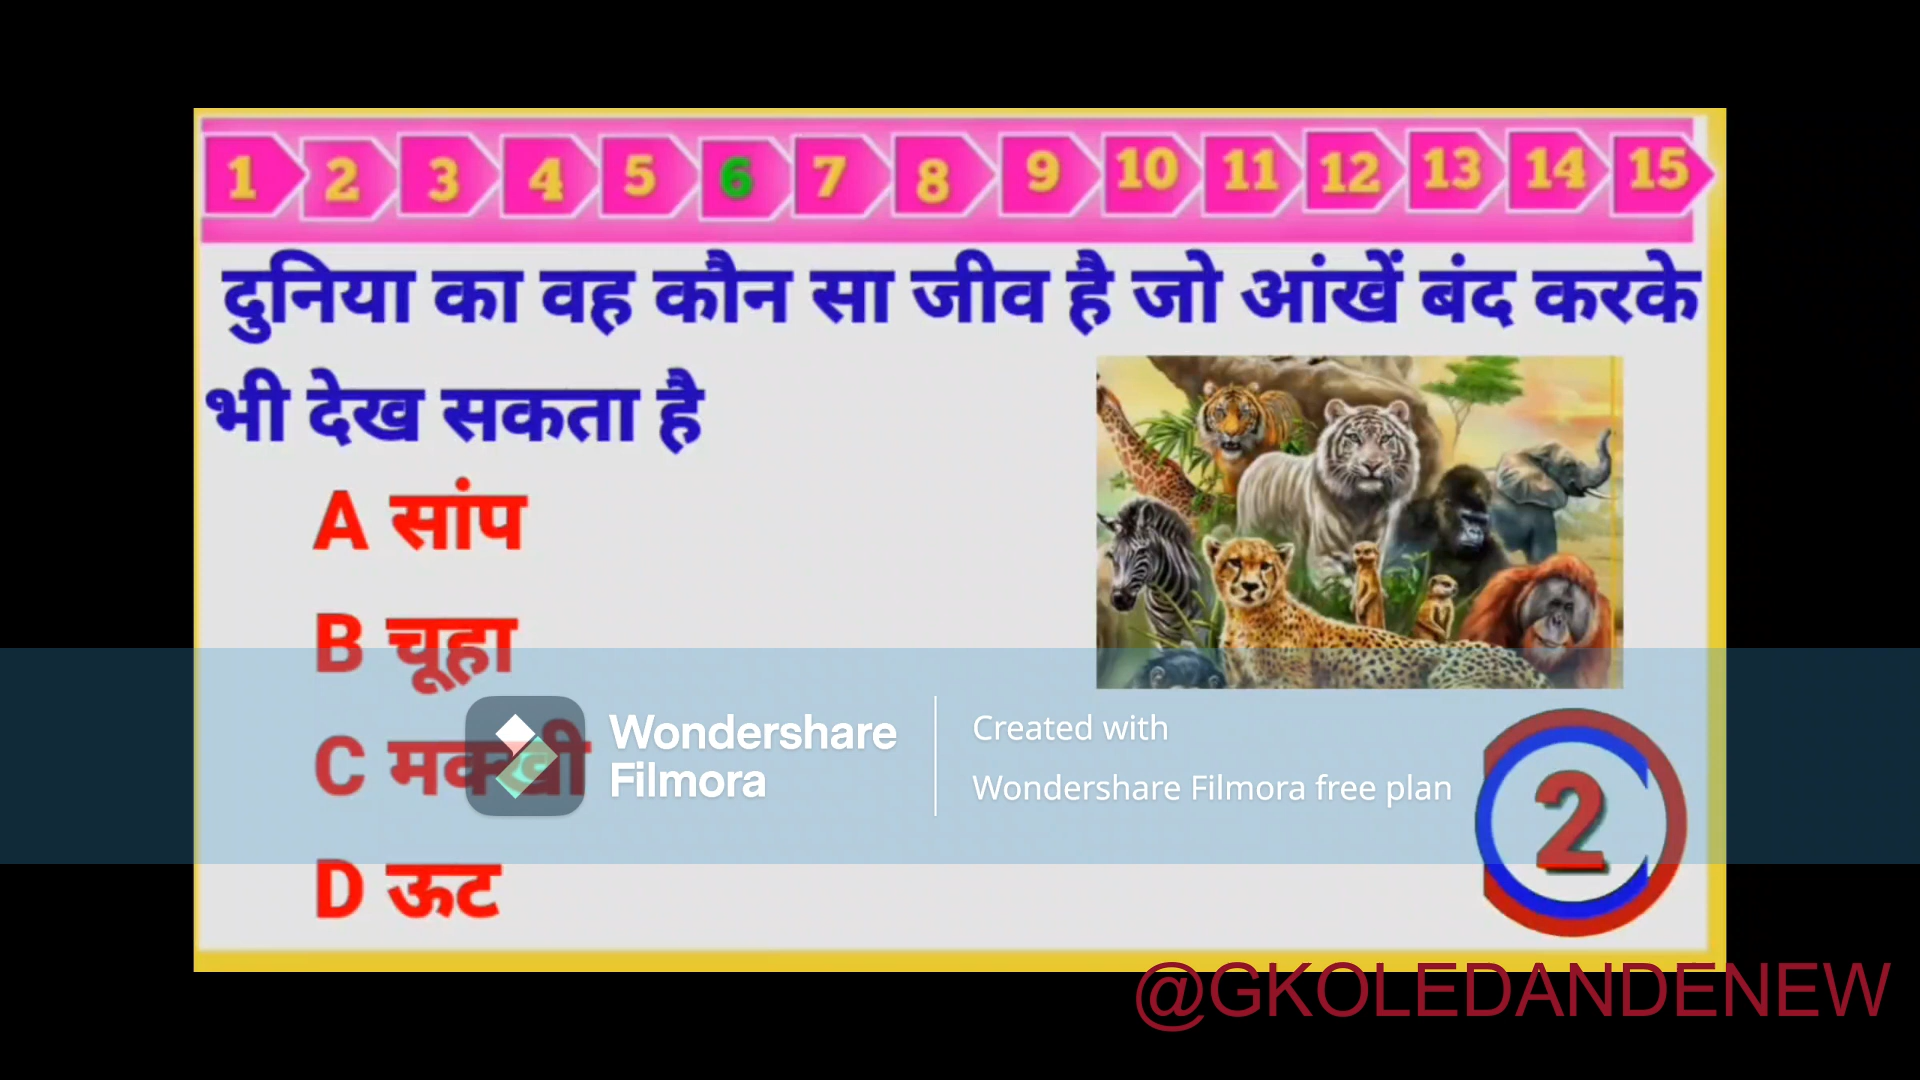 1 2 3 4 5 6 7 8 9 10 11 12 13 14 15
दुनिया का वह कौन सा जीव है जो आंखें बंद करके
भी देख सकता है
A सांप
B चूहा
C मक्खी
D ऊट
Wondershare
Filmora
Created with
Wondershare Filmora free plan
2
@GKOLEDANDENEW